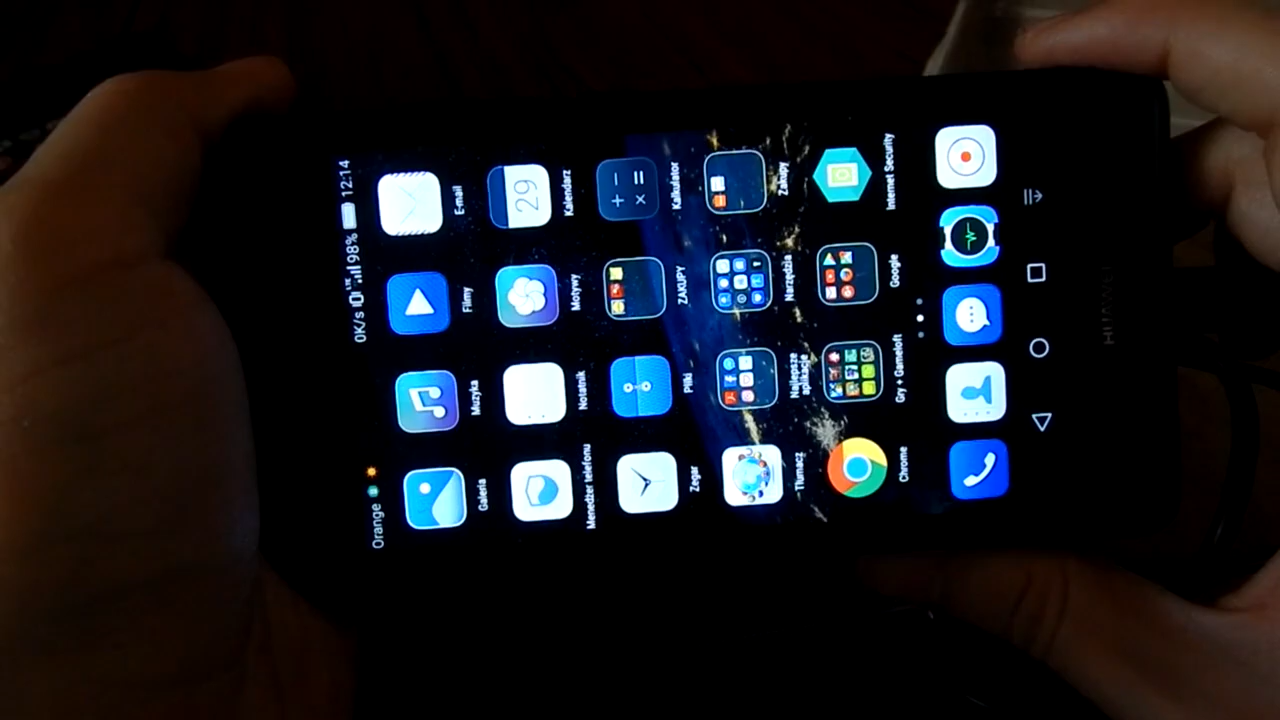 Orange 0K/s LTE 98% 12:14
Galeria Muzyka Filmy E-mail
Menedżer telefonu Notatnik Motywy 29 Kalendarz
Zegar Pliki ZAKUPY Kalkulator
Tłumacz Najlepsze aplikacje Narzędzia Zakupy
Chrome Gry + Gameloft Google Internet Security
HUAWEI